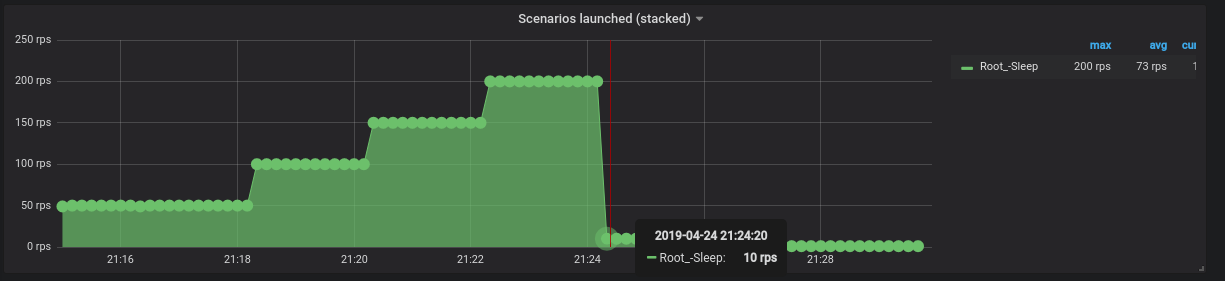 Scenarios launched (stacked)
250 rps
200 rps
150 rps
100 rps
50 rps
0 rps
21:16 21:18 21:20 21:22 21:24 21:28
2019-04-24 21:24:20
Root_-Sleep: 10 rps
max avg
Root_-Sleep 200 rps 73 rps